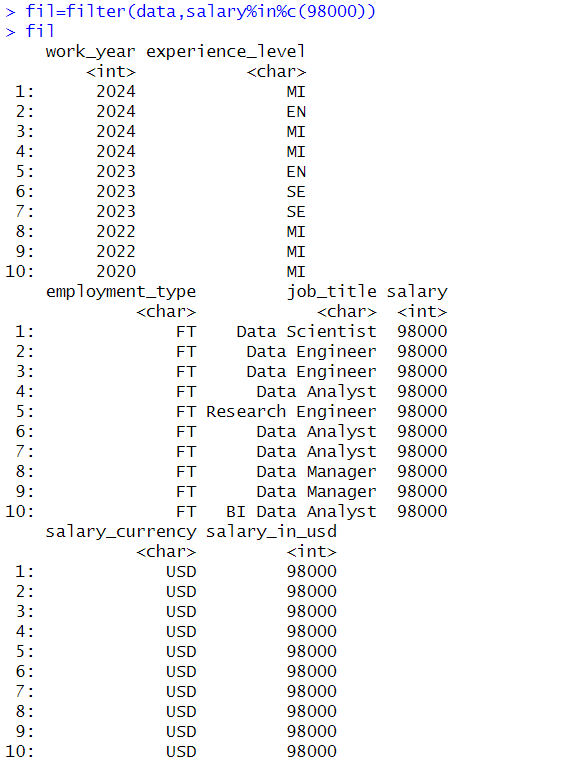 > fil=filter(data,salary%in%c(98000))
> fil
    work_year experience_level
        <int>           <char>
 1:      2024               MI
 2:      2024               EN
 3:      2024               MI
 4:      2024               MI
 5:      2023               EN
 6:      2023               SE
 7:      2023               SE
 8:      2022               MI
 9:      2022               MI
10:      2020               MI
    employment_type         job_title salary
             <char>            <char>  <int>
 1:              FT    Data Scientist  98000
 2:              FT     Data Engineer  98000
 3:              FT     Data Engineer  98000
 4:              FT      Data Analyst  98000
 5:              FT Research Engineer  98000
 6:              FT      Data Analyst  98000
 7:              FT      Data Analyst  98000
 8:              FT      Data Manager  98000
 9:              FT      Data Manager  98000
10:              FT   BI Data Analyst  98000
    salary_currency salary_in_usd
             <char>         <int>
 1:             USD         98000
 2:             USD         98000
 3:             USD         98000
 4:             USD         98000
 5:             USD         98000
 6:             USD         98000
 7:             USD         98000
 8:             USD         98000
 9:             USD         98000
10:             USD         98000